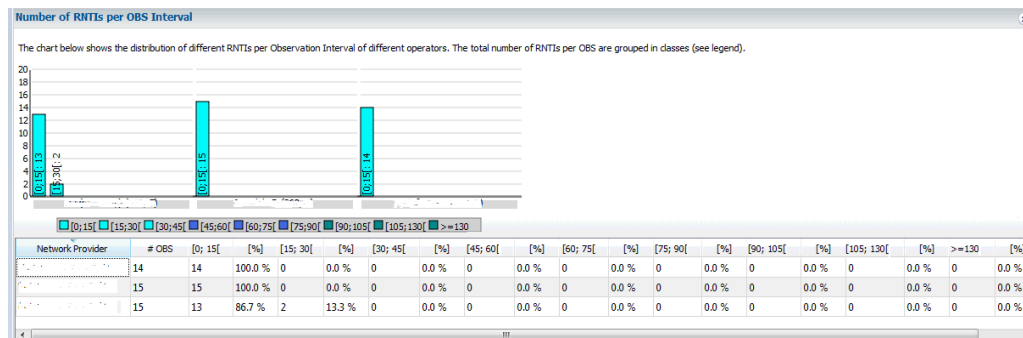 Number of RNTIs per OBS Interval
The chart below shows the distribution of different RNTIs per Observation Interval of different operators. The total number of RNTIs per OBS are grouped in classes (see legend).
20
18
16
14
12
10
8
6
4
2
0
[0;15[: 13
[15;30[: 2
[0;15[: 15
[0;15[: 14
[0;15[ [15;30[ [30;45[ [45;60[ [60;75[ [75;90[ [90;105[ [105;130[ >=130
Network Provider # OBS [0; 15[ [%] [15; 30[ [%] [30; 45[ [%] [45; 60[ [%] [60; 75[ [%] [75; 90[ [%] [90; 105[ [%] [105; 130[ [%] >=130 [%]
14 14 100.0 % 0 0.0 % 0 0.0 % 0 0.0 % 0 0.0 % 0 0.0 % 0 0.0 % 0 0.0 % 0 0.0 %
15 15 100.0 % 0 0.0 % 0 0.0 % 0 0.0 % 0 0.0 % 0 0.0 % 0 0.0 % 0 0.0 % 0 0.0 %
15 13 86.7 % 2 13.3 % 0 0.0 % 0 0.0 % 0 0.0 % 0 0.0 % 0 0.0 % 0 0.0 % 0 0.0 %